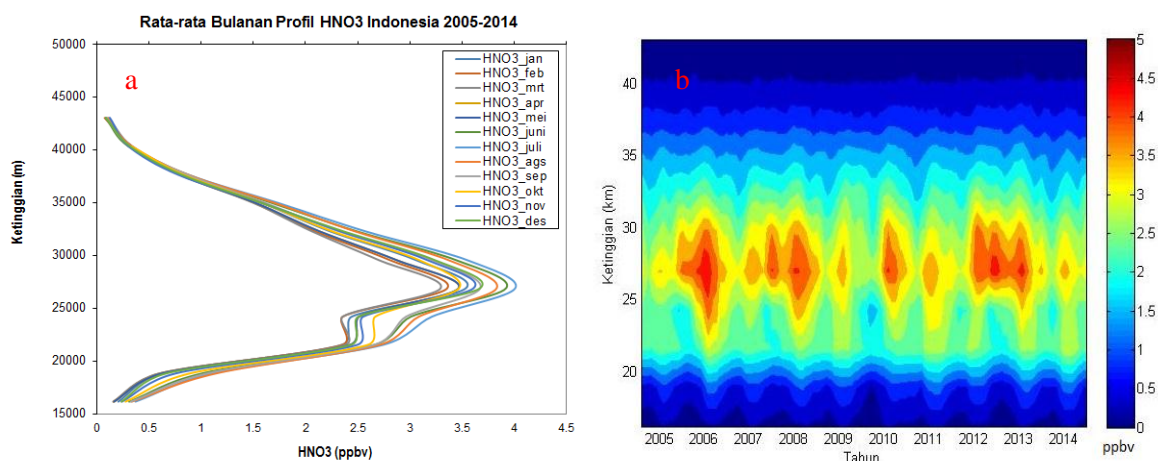 Rata-rata Bulanan Profil HNO3 Indonesia 2005-2014
50000
45000
40000
35000
30000
25000
20000
15000
Ketinggian (m)
0
0.5
1
1.5
2
2.5
3
3.5
4
4.5
HNO3 (ppbv)
a
HNO3_jan
HNO3_feb
HNO3_mrt
HNO3_apr
HNO3_mei
HNO3_juni
HNO3_juli
HNO3_ags
HNO3_sep
HNO3_okt
HNO3_nov
HNO3_des
b
40
35
30
25
20
Ketinggian (km)
2005 2006 2007 2008 2009 2010 2011 2012 2013 2014
Tahun
5
4.5
4
3.5
3
2.5
2
1.5
1
0.5
0
ppbv